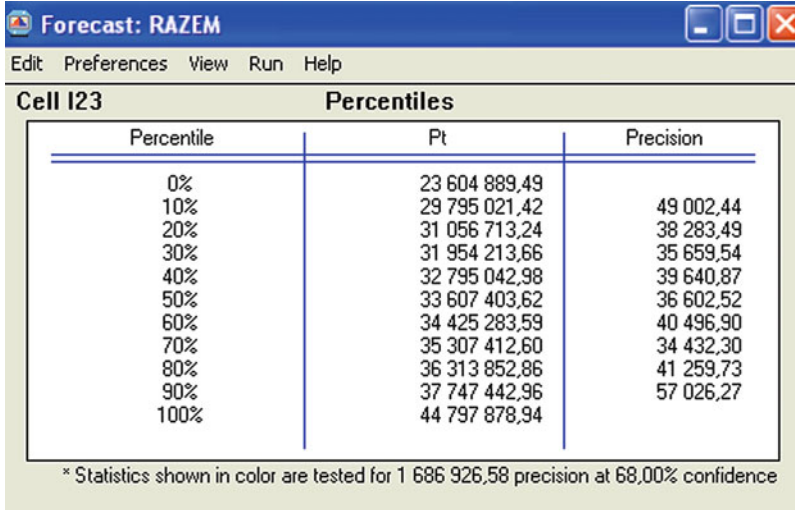 Forecast: RAZEM
Edit Preferences View Run Help
Cell I23 Percentiles
Percentile Pt Precision
0% 23 604 889,49
10% 29 795 021,42 49 002,44
20% 31 056 713,24 38 283,49
30% 31 954 213,66 35 659,54
40% 32 795 042,98 39 640,87
50% 33 607 403,62 36 602,52
60% 34 425 283,59 40 496,90
70% 35 307 412,60 34 432,30
80% 36 313 852,86 41 259,73
90% 37 747 442,96 57 026,27
100% 44 797 878,94
* Statistics shown in color are tested for 1 686 926,58 precision at 68,00% confidence